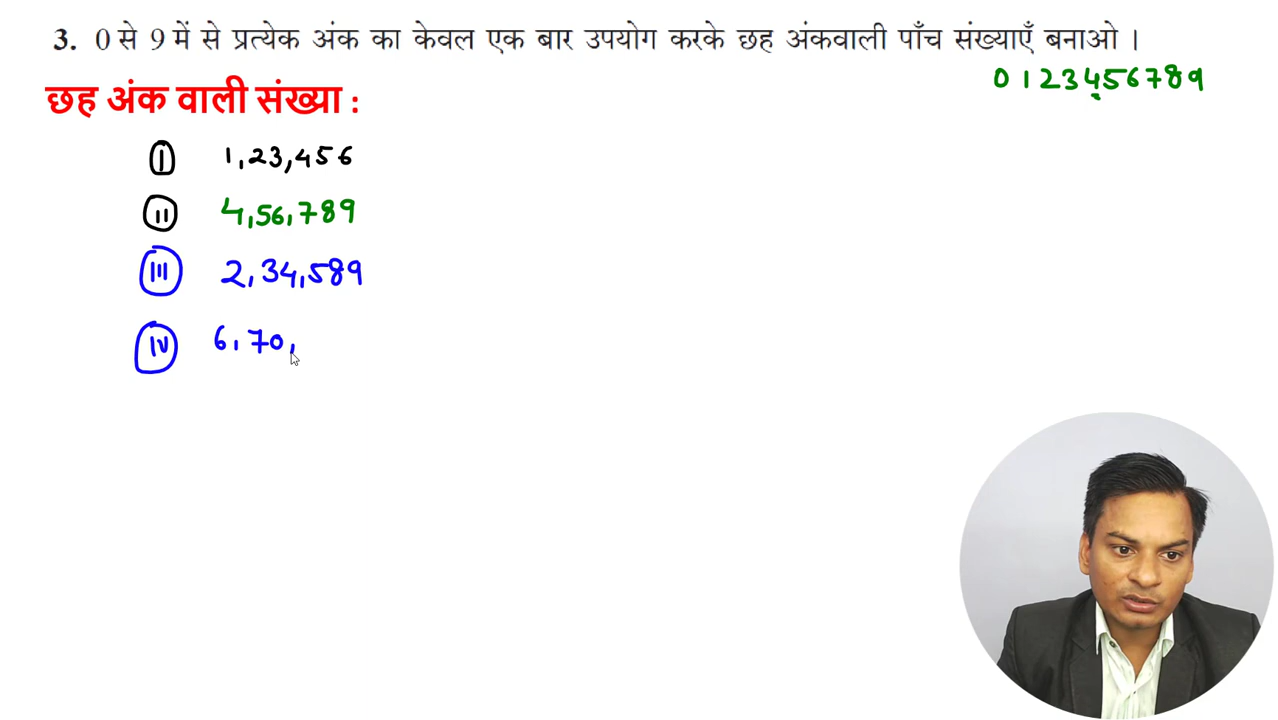 3. 0 से 9 में से प्रत्येक अंक का केवल एक बार उपयोग करके छह अंकवाली पाँच संख्याएँ बनाओ ।
0 1 2 3 4 5 6 7 8 9
छह अंक वाली संख्या :
(I) 1,23,456
(II) 4,56,789
(III) 2,34,589
(IV) 6,70,